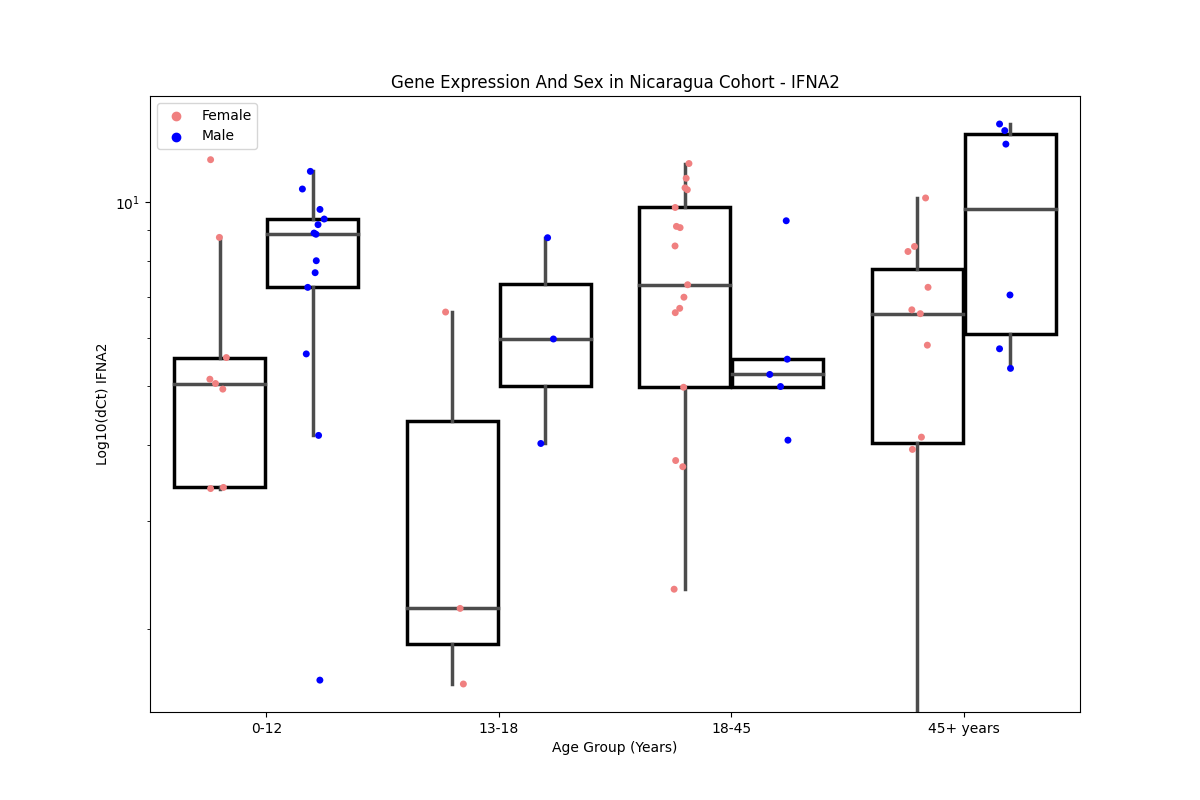 Gene Expression And Sex in Nicaragua Cohort - IFNA2
Female
Male
10¹
Log10(dCt) IFNA2
0-12
13-18
18-45
45+ years
Age Group (Years)